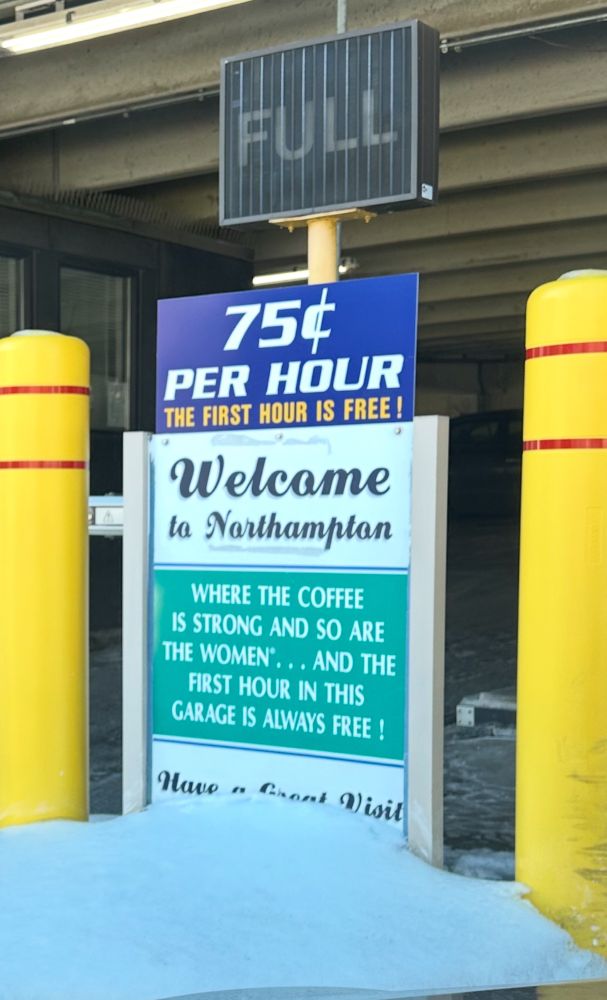 FULL
75¢
PER HOUR
THE FIRST HOUR IS FREE!
Welcome
to Northampton
WHERE THE COFFEE
IS STRONG AND SO ARE
THE WOMEN®... AND THE
FIRST HOUR IN THIS
GARAGE IS ALWAYS FREE!
Have a Great Visit